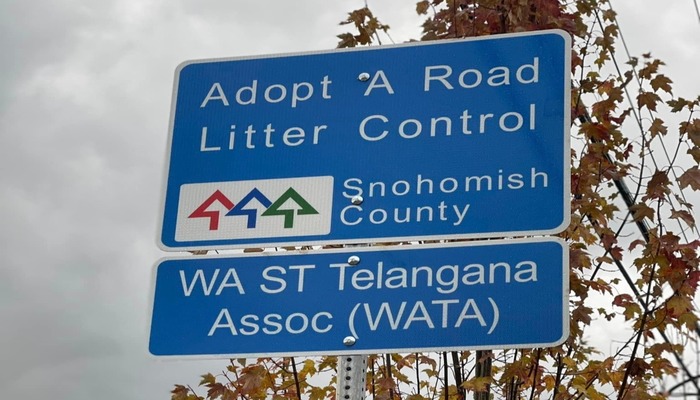 Adopt A Road
Litter Control
Snohomish
County
WA ST Telangana
Assoc (WATA)